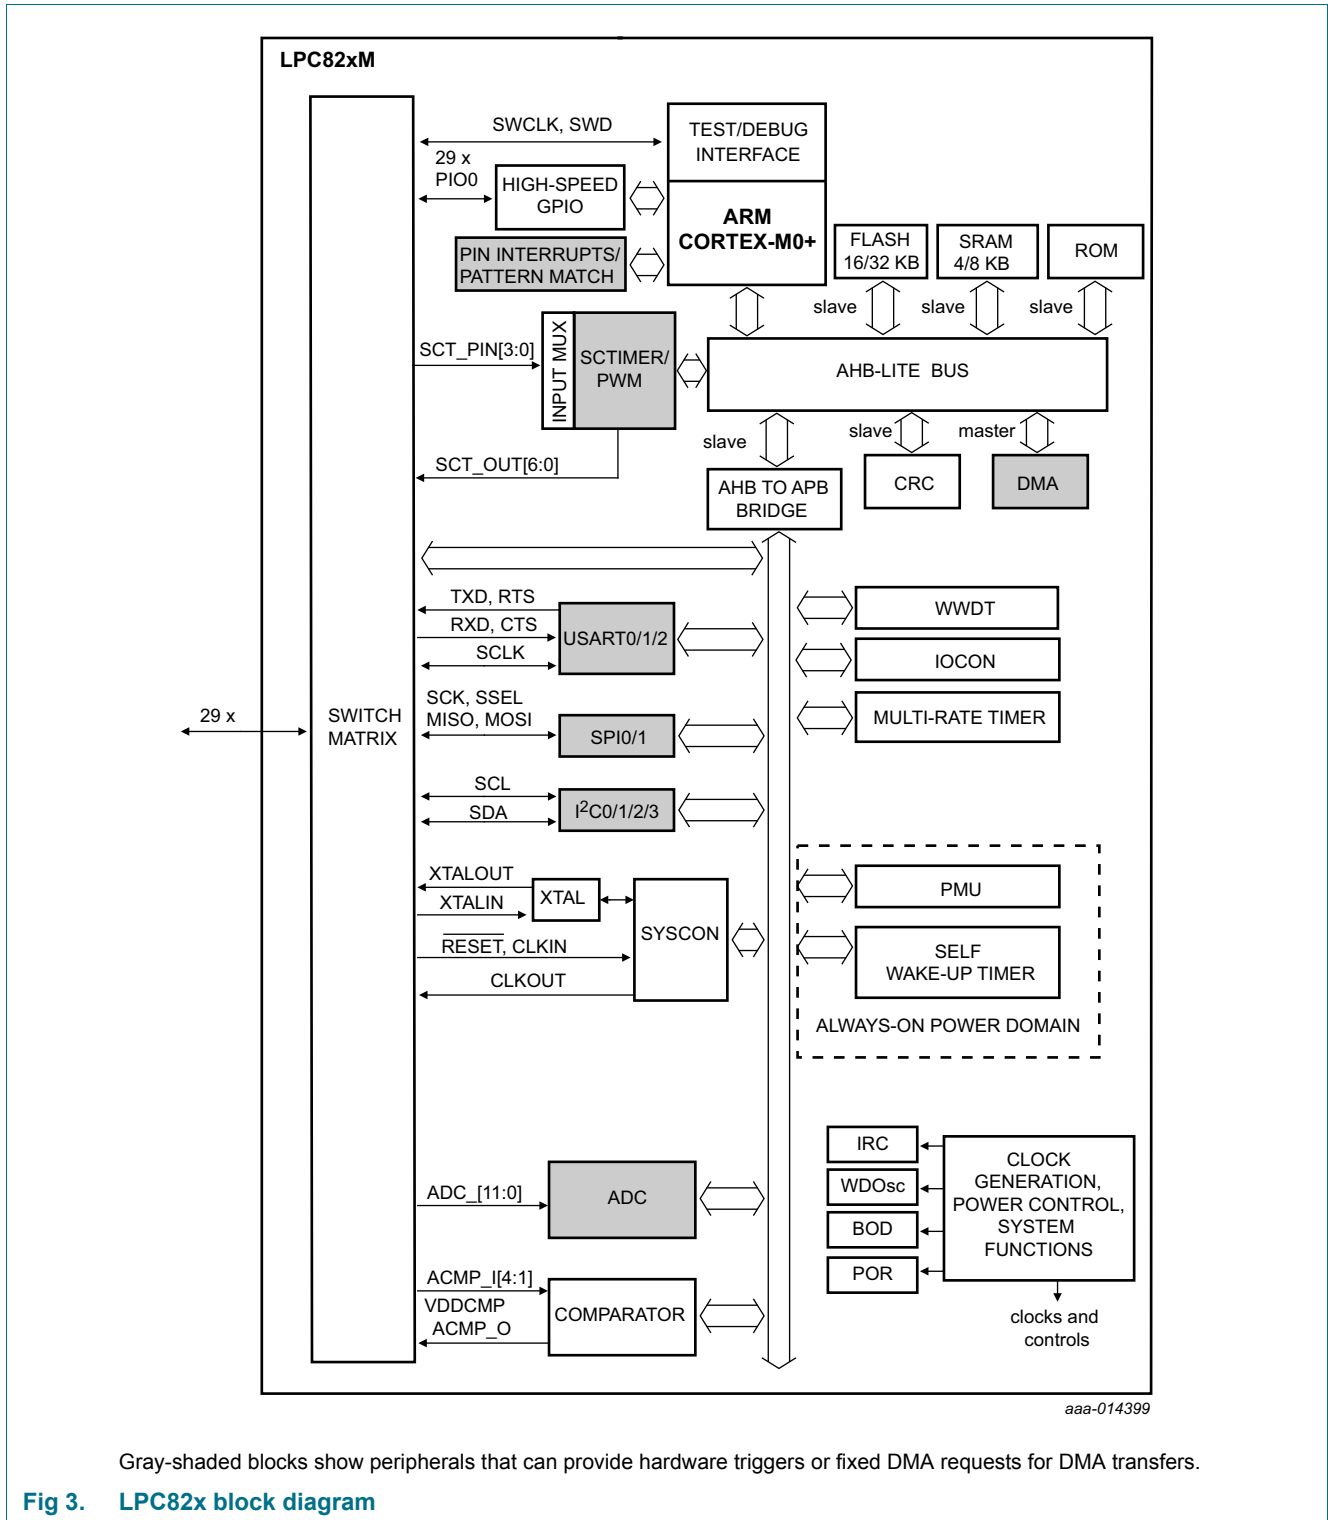 LPC82xM
SWCLK, SWD
TEST/DEBUG
INTERFACE
29 x
PIO0
HIGH-SPEED
GPIO
ARM
CORTEX-M0+
PIN INTERRUPTS/
PATTERN MATCH
FLASH
16/32 KB
SRAM
4/8 KB
ROM
slave
slave
slave
SCT_PIN[3:0]
INPUT MUX
SCTIMER/
PWM
AHB-LITE BUS
SCT_OUT[6:0]
slave
slave
master
AHB TO APB
BRIDGE
CRC
DMA
TXD, RTS
RXD, CTS
SCLK
USART0/1/2
WWDT
IOCON
SCK, SSEL
MISO, MOSI
SPI0/1
MULTI-RATE TIMER
29 x
SWITCH
MATRIX
SCL
SDA
I2C0/1/2/3
XTALOUT
XTALIN
XTAL
RESET, CLKIN
CLKOUT
SYSCON
PMU
SELF
WAKE-UP TIMER
ALWAYS-ON POWER DOMAIN
ADC_[11:0]
ADC
IRC
WDOsc
BOD
POR
CLOCK
GENERATION,
POWER CONTROL,
SYSTEM
FUNCTIONS
clocks and
controls
ACMP_I[4:1]
VDDCMP
ACMP_O
COMPARATOR
aaa-014399
Gray-shaded blocks show peripherals that can provide hardware triggers or fixed DMA requests for DMA transfers.
Fig 3. LPC82x block diagram